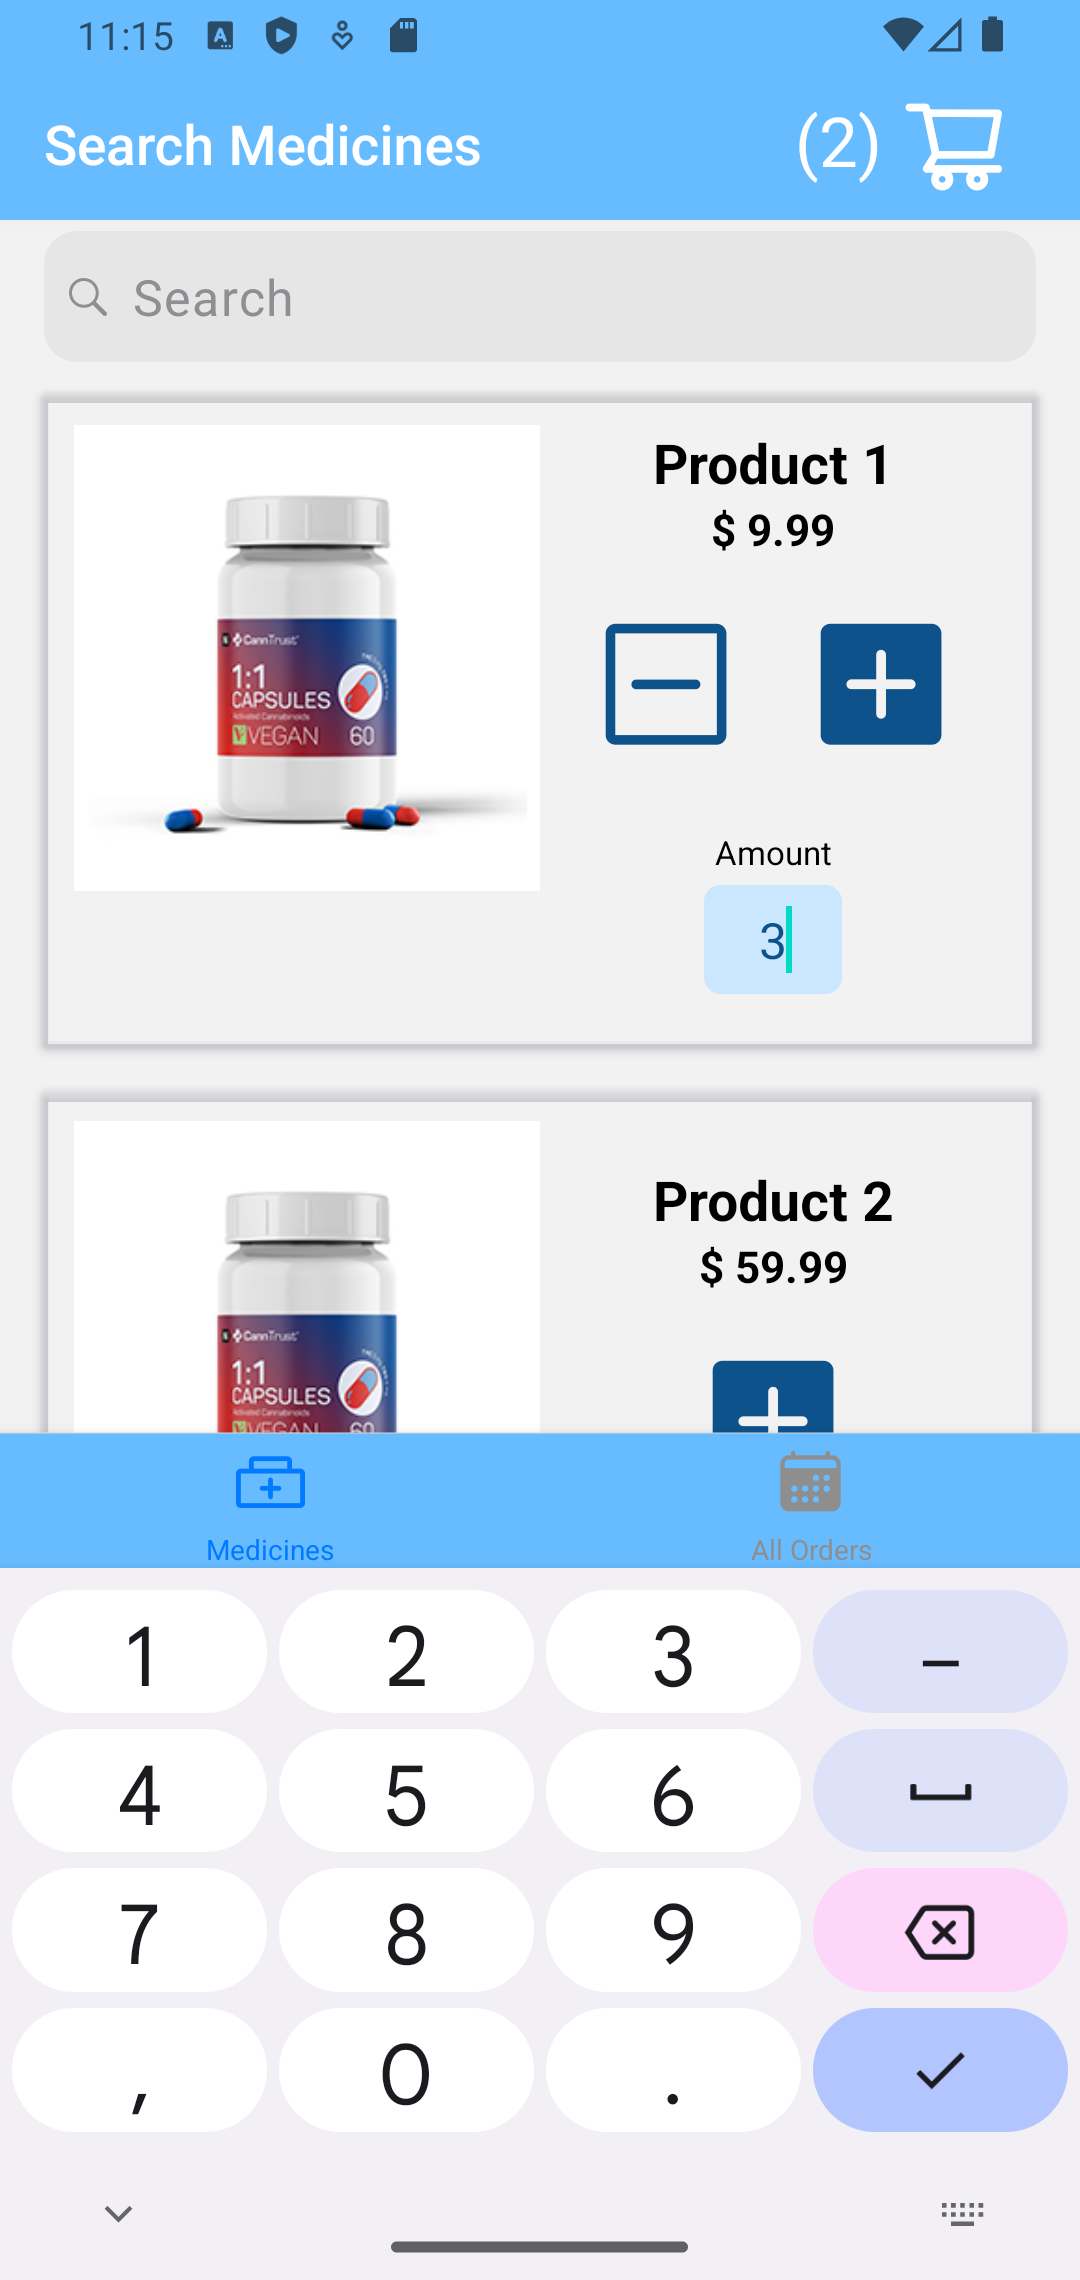 11:15
Search Medicines
(2)
Search
Product 1
$ 9.99
CannTrust
1:1
CAPSULES
Activated Cannabinoids
VEGAN 60
Amount
3
Product 2
$ 59.99
CannTrust
1:1
CAPSULES
Activated Cannabinoids
VEGAN 60
Medicines
All Orders
1 2 3 –
4 5 6
7 8 9
, 0 .